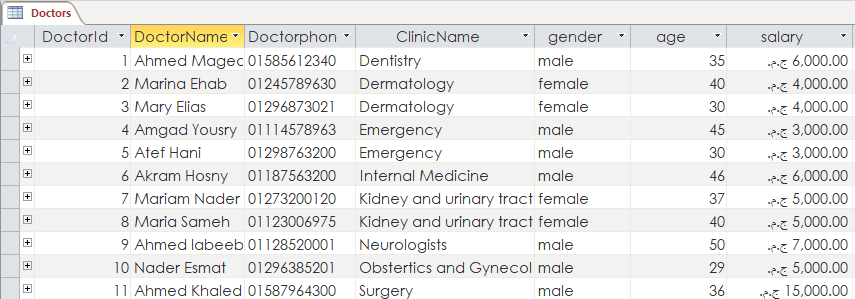 Doctors
DoctorId DoctorName Doctorphon ClinicName gender age salary
1 Ahmed Maged 01585612340 Dentistry male 35 ج.م. 6,000.00
2 Marina Ehab 01245789630 Dermatology female 40 ج.م. 4,000.00
3 Mary Elias 01296873021 Dermatology female 30 ج.م. 4,000.00
4 Amgad Yousry 01114578963 Emergency male 45 ج.م. 3,000.00
5 Atef Hani 01298763200 Emergency male 30 ج.م. 3,000.00
6 Akram Hosny 01187563200 Internal Medicine male 46 ج.م. 6,000.00
7 Mariam Nader 01273200120 Kidney and urinary tract female 37 ج.م. 5,000.00
8 Maria Sameh 01123006975 Kidney and urinary tract female 40 ج.م. 5,000.00
9 Ahmed labeeb 01128520001 Neurologists male 50 ج.م. 7,000.00
10 Nader Esmat 01296385201 Obstertics and Gynecol male 29 ج.م. 5,000.00
11 Ahmed Khaled 01587964300 Surgery male 36 ج.م. 15,000.00